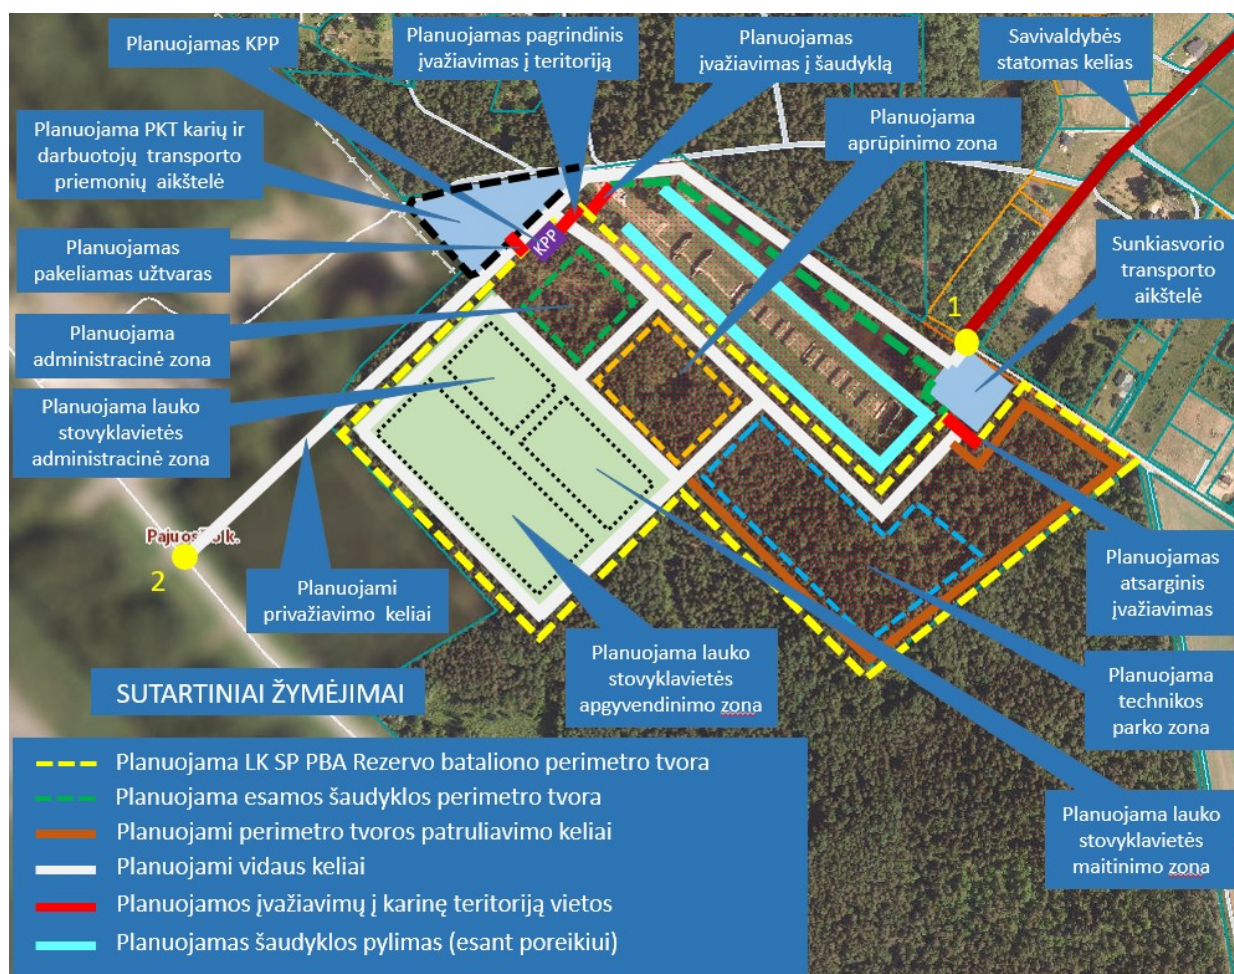 Planuojamas KPP
Planuojamas pagrindinis
įvažiavimas į teritoriją
Planuojamas
įvažiavimas į šaudyklą
Savivaldybės
statomas kelias
Planuojama PKT karių ir
darbuotojų transporto
priemonių aikštelė
Planuojama
aprūpinimo zona
Planuojamas
pakeliamas užtvaras
KPP
Sunkiasvorio
transporto
aikštelė
1
Planuojama
administracinė zona
Planuojama lauko
stovyklavietės
administracinė zona
2
Planuojami
privažiavimo keliai
Planuojamas
atsarginis
įvažiavimas
Planuojama lauko
stovyklavietės
apgyvendinimo zona
Planuojama
technikos
parko zona
Planuojama lauko
stovyklavietės
maitinimo zona
SUTARTINIAI ŽYMĖJIMAI
Planuojama LK SP PBA Rezervo bataliono perimetro tvora
Planuojama esamos šaudyklos perimetro tvora
Planuojami perimetro tvoros patruliavimo keliai
Planuojami vidaus keliai
Planuojamos įvažiavimų į karinę teritoriją vietos
Planuojamas šaudyklos pylimas (esant poreikiui)